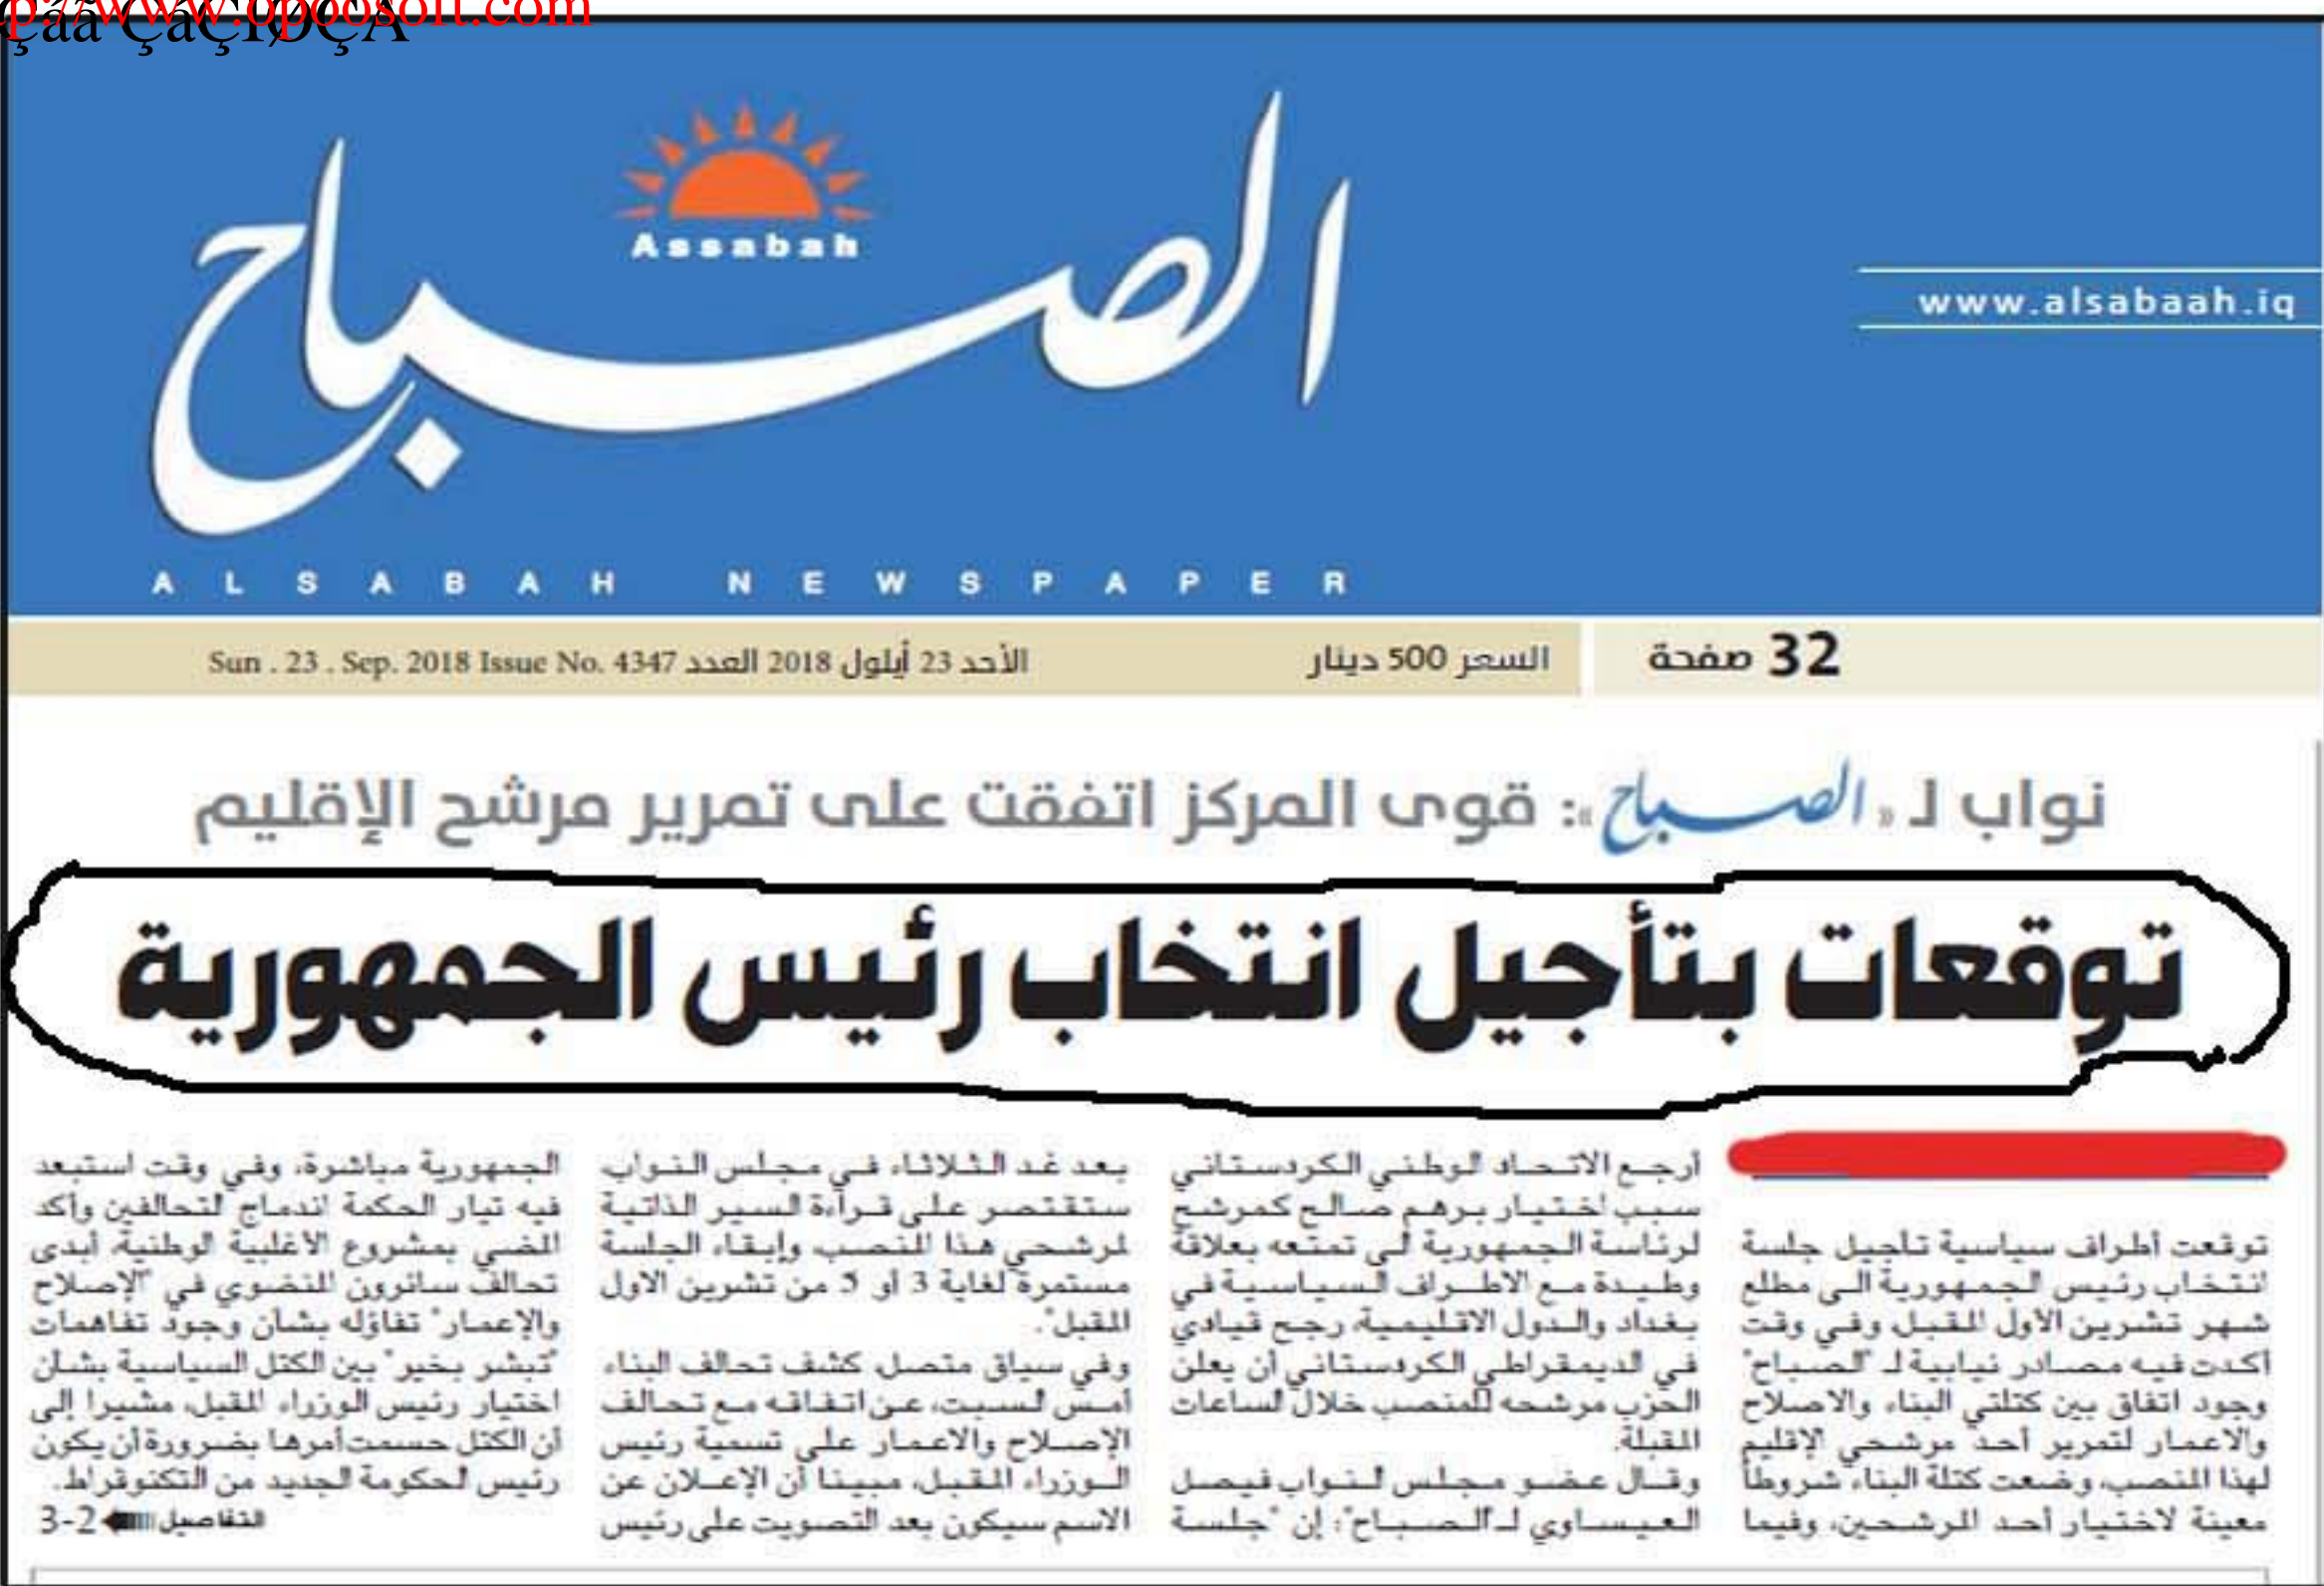 p://www.opoosoft.com
Çáã ÇáÇIØÇÁ
Assabah
الصباح
www.alsabaah.iq
ALSABAH NEWSPAPER
32 صفحة
السعر 500 دينار
الأحد 23 أيلول 2018 العدد 4347 Sun . 23 . Sep. 2018 Issue No.
نواب لـ «الصباح»: قوى المركز اتفقت على تمرير مرشح الإقليم
توقعات بتأجيل انتخاب رئيس الجمهورية
توقعت أطراف سياسية تأجيل جلسة
انتخاب رئيس الجمهورية الى مطلع
شهر تشرين الأول المقبل وفي وقت
أكدت فيه مصادر نيابية لـ "الصباح"
وجود اتفاق بين كتلتي البناء والاصلاح
والاعمار لتمرير أحد مرشحي الإقليم
لهذا المنصب، وضعت كتلة البناء شروطاً
معينة لاختيار أحد المرشحين، وفيما
أرجع الاتحاد الوطني الكردستاني
سبب اختيار برهم صالح كمرشح
لرئاسة الجمهورية لى تمتعه بعلاقة
وطيدة مع الاطراف السياسية في
بغداد والدول الاقليمية، رجح قيادي
في الديمقراطي الكردستاني أن يعلن
الحزب مرشحه للمنصب خلال الساعات
المقبلة.
وقال عضو مجلس النواب فيصل
العيساوي لـ"الصباح": إن "جلسة
بعد غد الثلاثاء في مجلس النواب
ستقتصر على قراءة السير الذاتية
لمرشحي هذا المنصب، وإبقاء الجلسة
مستمرة لغاية 3 أو 5 من تشرين الاول
المقبل".
وفي سياق متصل، كشف تحالف البناء
أمس السبت، عن اتفاقه مع تحالف
الإصلاح والاعمار على تسمية رئيس
الوزراء المقبل، مبينا أن الإعلان عن
الاسم سيكون بعد التصويت على رئيس
الجمهورية مباشرة، وفي وقت استبعد
فيه تيار الحكمة اندماج التحالفين وأكد
المضي بمشروع الاغلبية الوطنية، أبدى
تحالف سائرون المنضوي في "الإصلاح
والإعمار" تفاؤله بشأن وجود تفاهمات
"تبشر بخير" بين الكتل السياسية بشأن
اختيار رئيس الوزراء المقبل، مشيرا إلى
أن الكتل حسمت أمرها بضرورة أن يكون
رئيس الحكومة الجديد من التكنوقراط.
التفاصيل 2-3